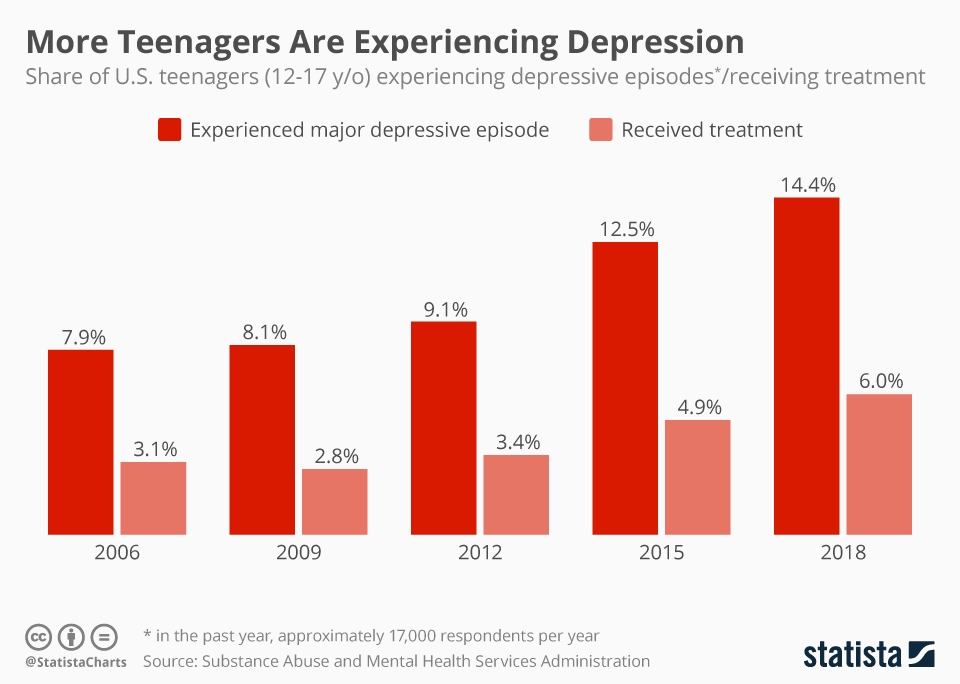 More Teenagers Are Experiencing Depression
Share of U.S. teenagers (12-17 y/o) experiencing depressive episodes*/receiving treatment
Experienced major depressive episode
Received treatment
7.9%
3.1%
8.1%
2.8%
9.1%
3.4%
12.5%
4.9%
14.4%
6.0%
2006
2009
2012
2015
2018
cc
@StatistaCharts
* in the past year, approximately 17,000 respondents per year
Source: Substance Abuse and Mental Health Services Administration
statista